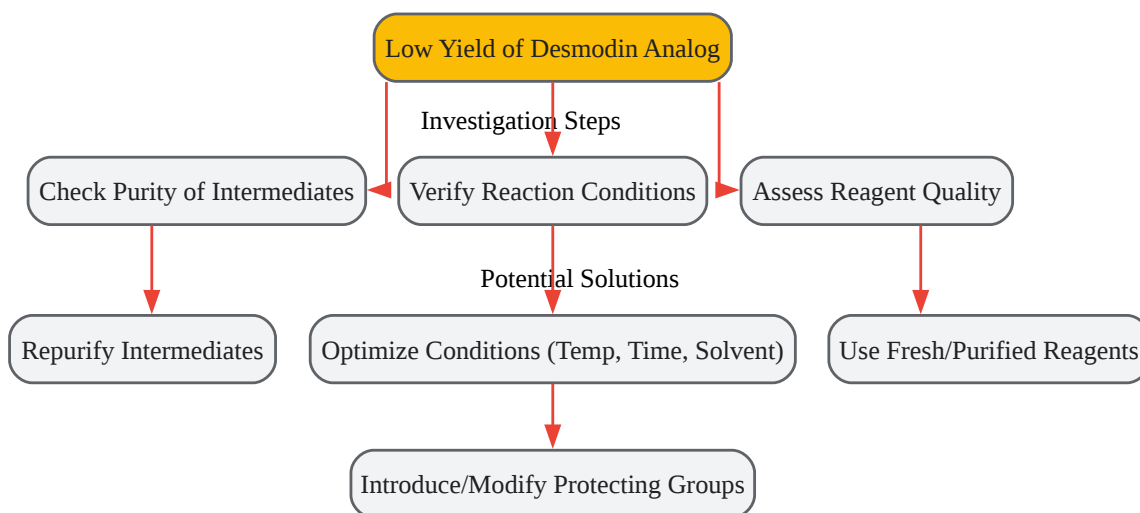 Low Yield of Desmodin Analog
Investigation Steps
Check Purity of Intermediates
Verify Reaction Conditions
Assess Reagent Quality
Potential Solutions
Repurify Intermediates
Optimize Conditions (Temp, Time, Solvent)
Use Fresh/Purified Reagents
Introduce/Modify Protecting Groups